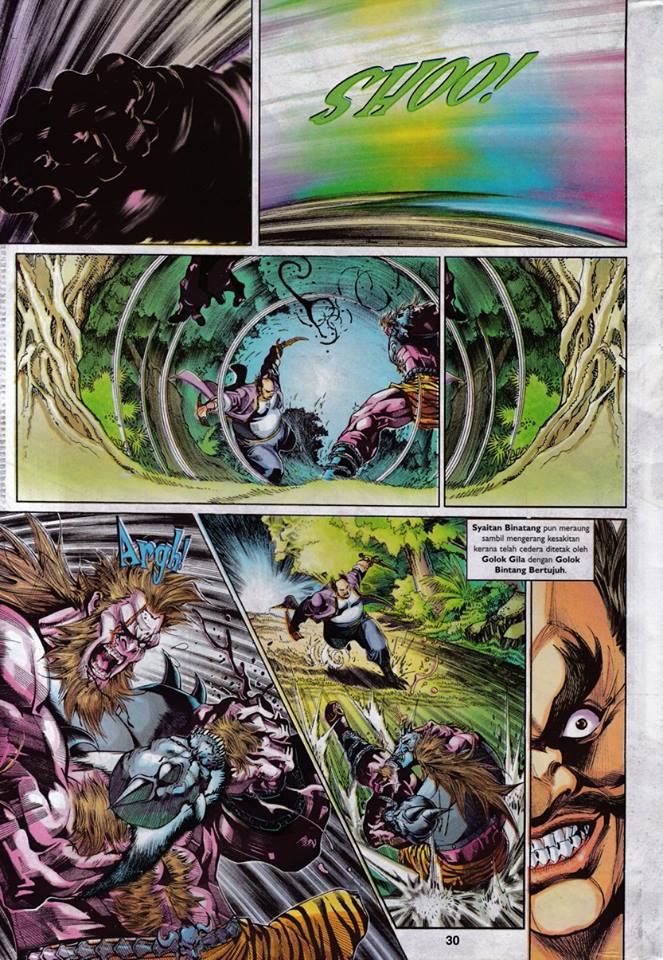 SHOO!
Argh!
Syaitan Binatang pun meraung
sambil mengerang kesakitan
kerana telah cedera ditetak oleh
Golok Gila dengan Golok
Bintang Bertujuh.
30